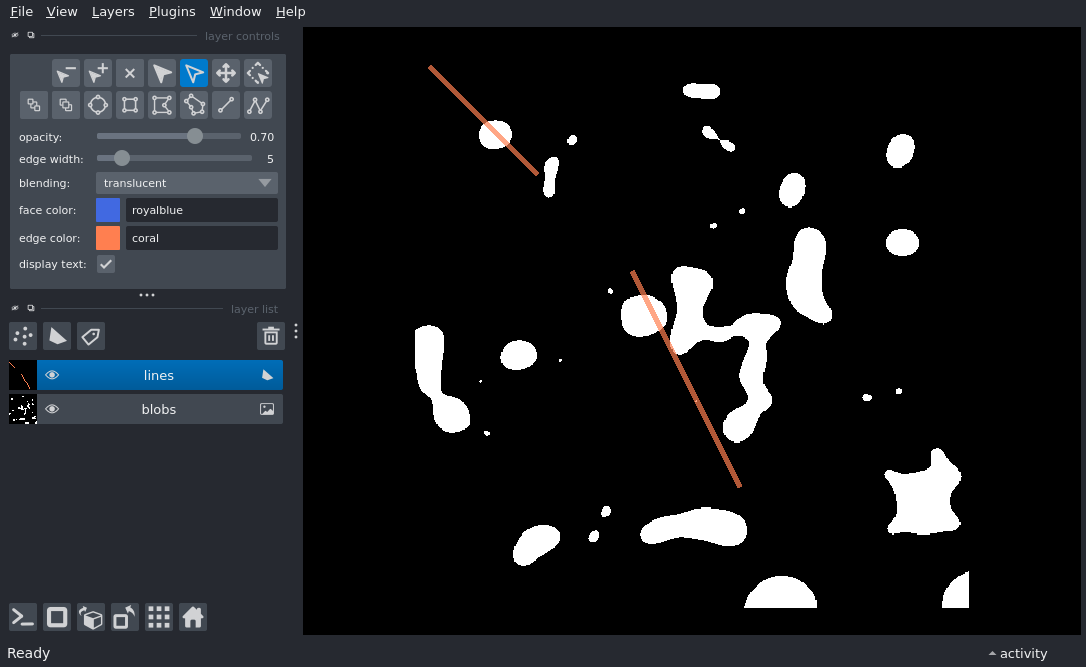 File View Layers Plugins Window Help
layer controls
opacity: 0.70
edge width: 5
blending: translucent
face color: royalblue
edge color: coral
display text:
layer list
lines
blobs
Ready
activity